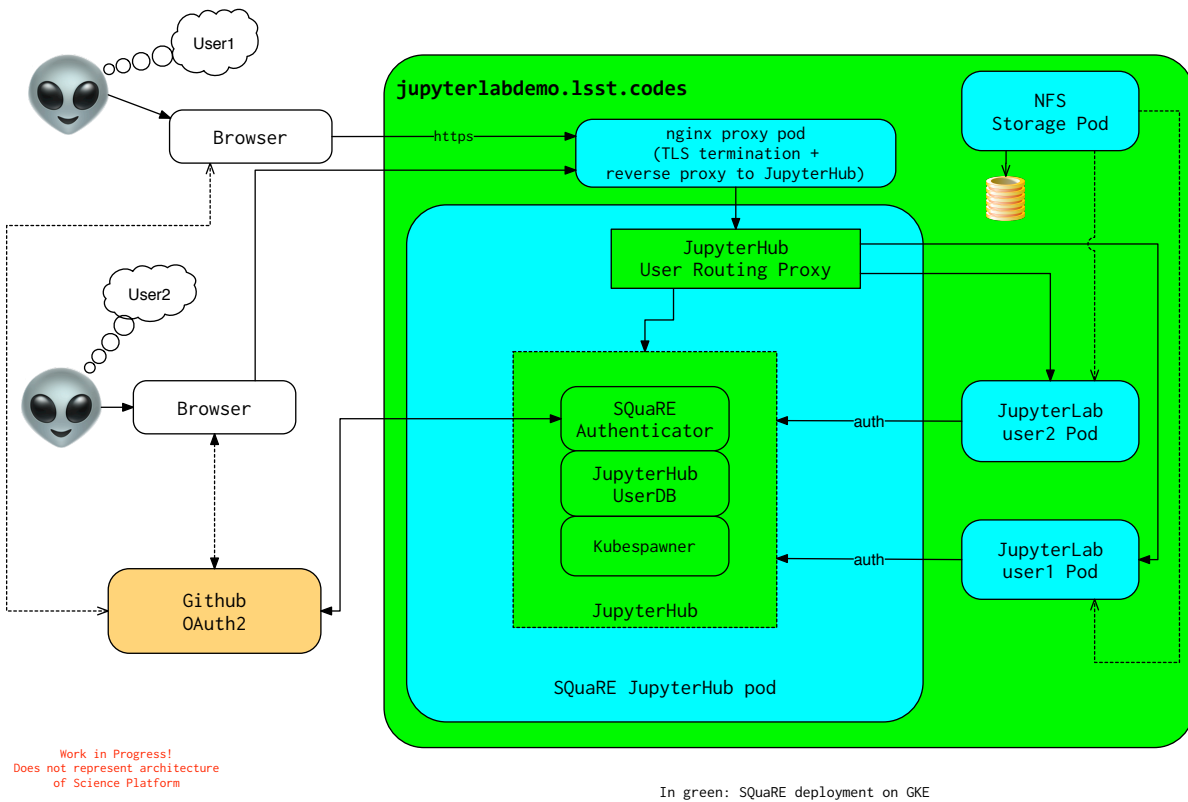 User1
jupyterlabdemo.lsst.codes
NFS
Storage Pod
Browser
https
nginx proxy pod
(TLS termination +
reverse proxy to JupyterHub)
JupyterHub
User Routing Proxy
User2
Browser
SQuaRE
Authenticator
auth
JupyterLab
user2 Pod
JupyterHub
UserDB
Kubespawner
auth
JupyterLab
user1 Pod
Github
OAuth2
JupyterHub
SQuaRE JupyterHub pod
Work in Progress!
Does not represent architecture
of Science Platform
In green: SQuaRE deployment on GKE